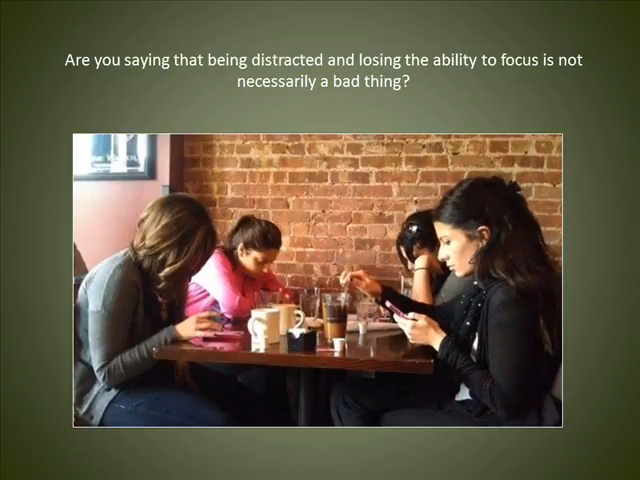 Are you saying that being distracted and losing the ability to focus is not
necessarily a bad thing?